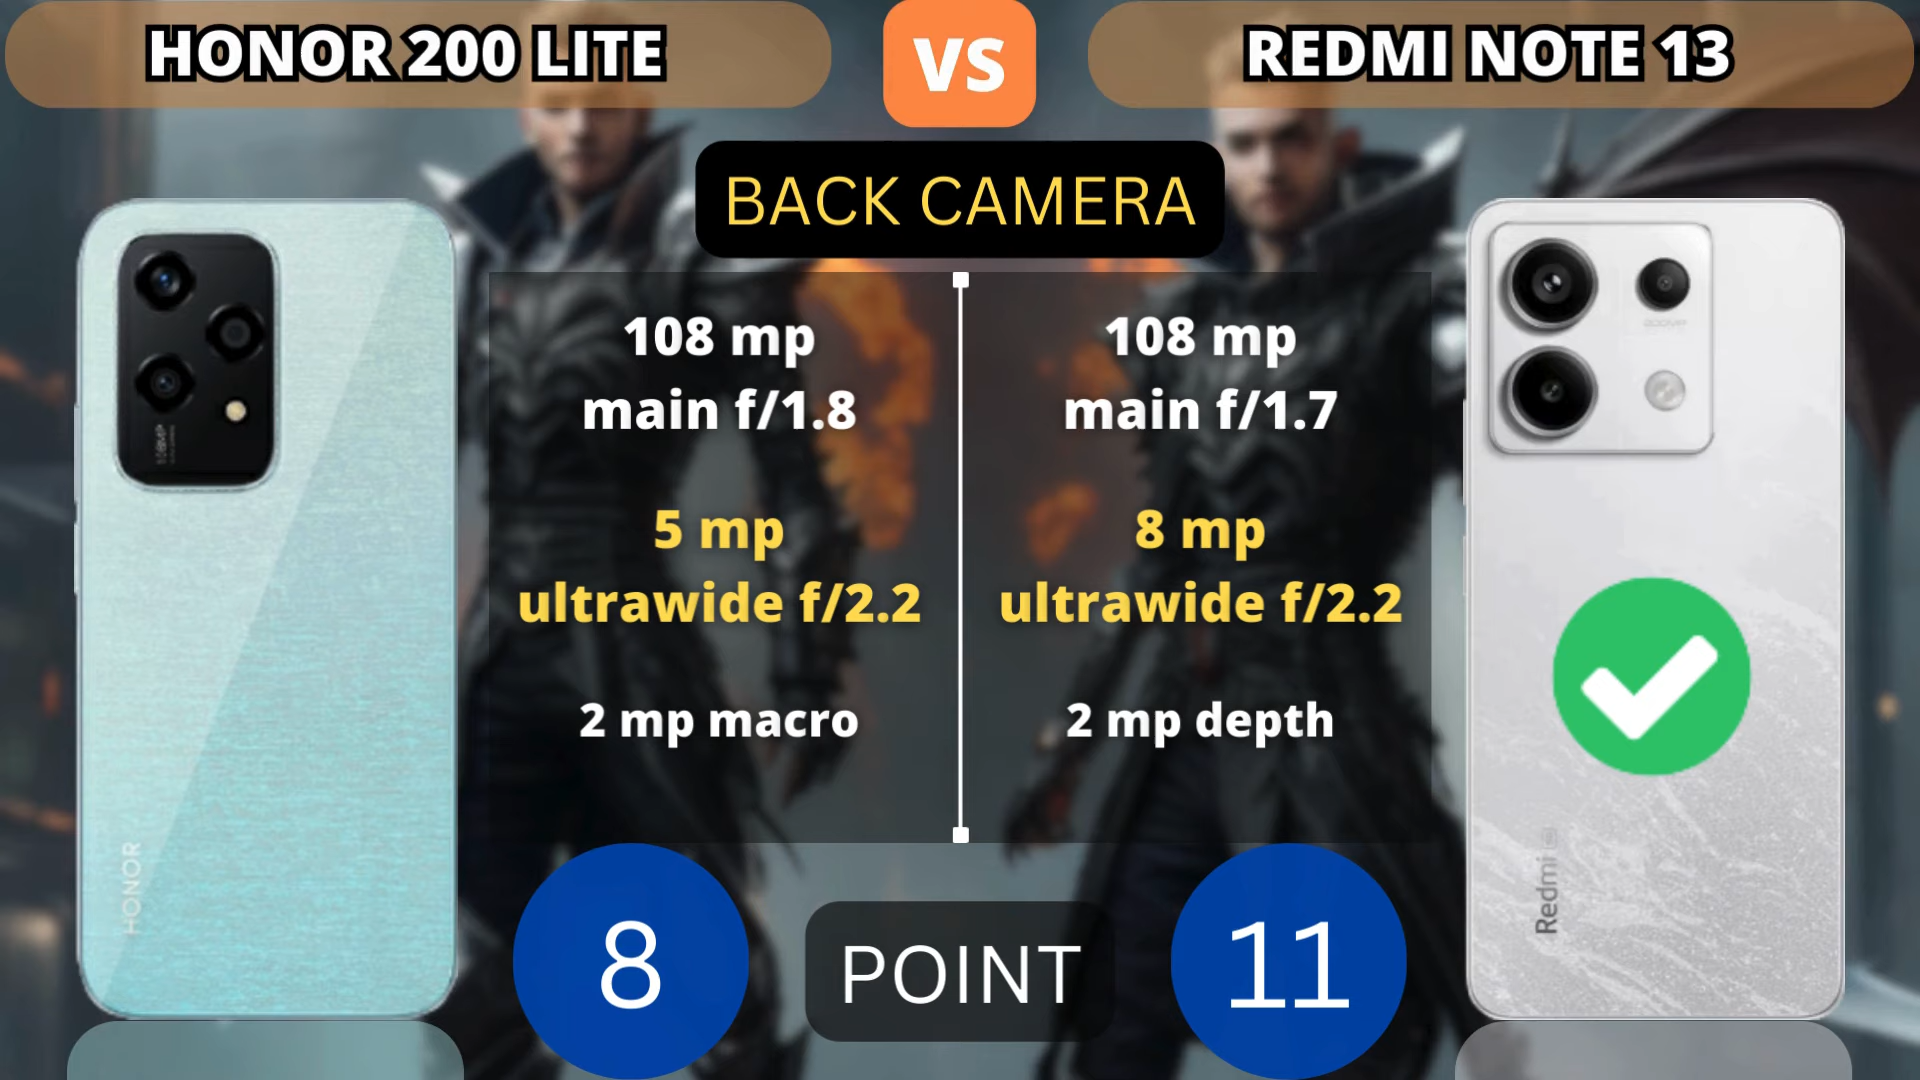 HONOR 200 LITE
VS
REDMI NOTE 13
BACK CAMERA
108 mp
main f/1.8
5 mp
ultrawide f/2.2
2 mp macro
108 mp
main f/1.7
8 mp
ultrawide f/2.2
2 mp depth
8
POINT
11
HONOR
108MP
200MP
Redmi